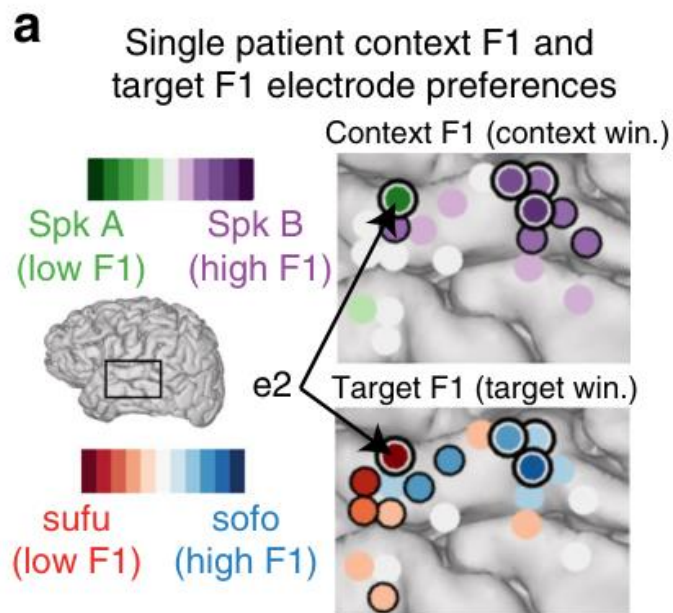 a
Single patient context F1 and
target F1 electrode preferences
Context F1 (context win.)
Spk A
(low F1)
Spk B
(high F1)
e2
Target F1 (target win.)
sufu
(low F1)
sofo
(high F1)